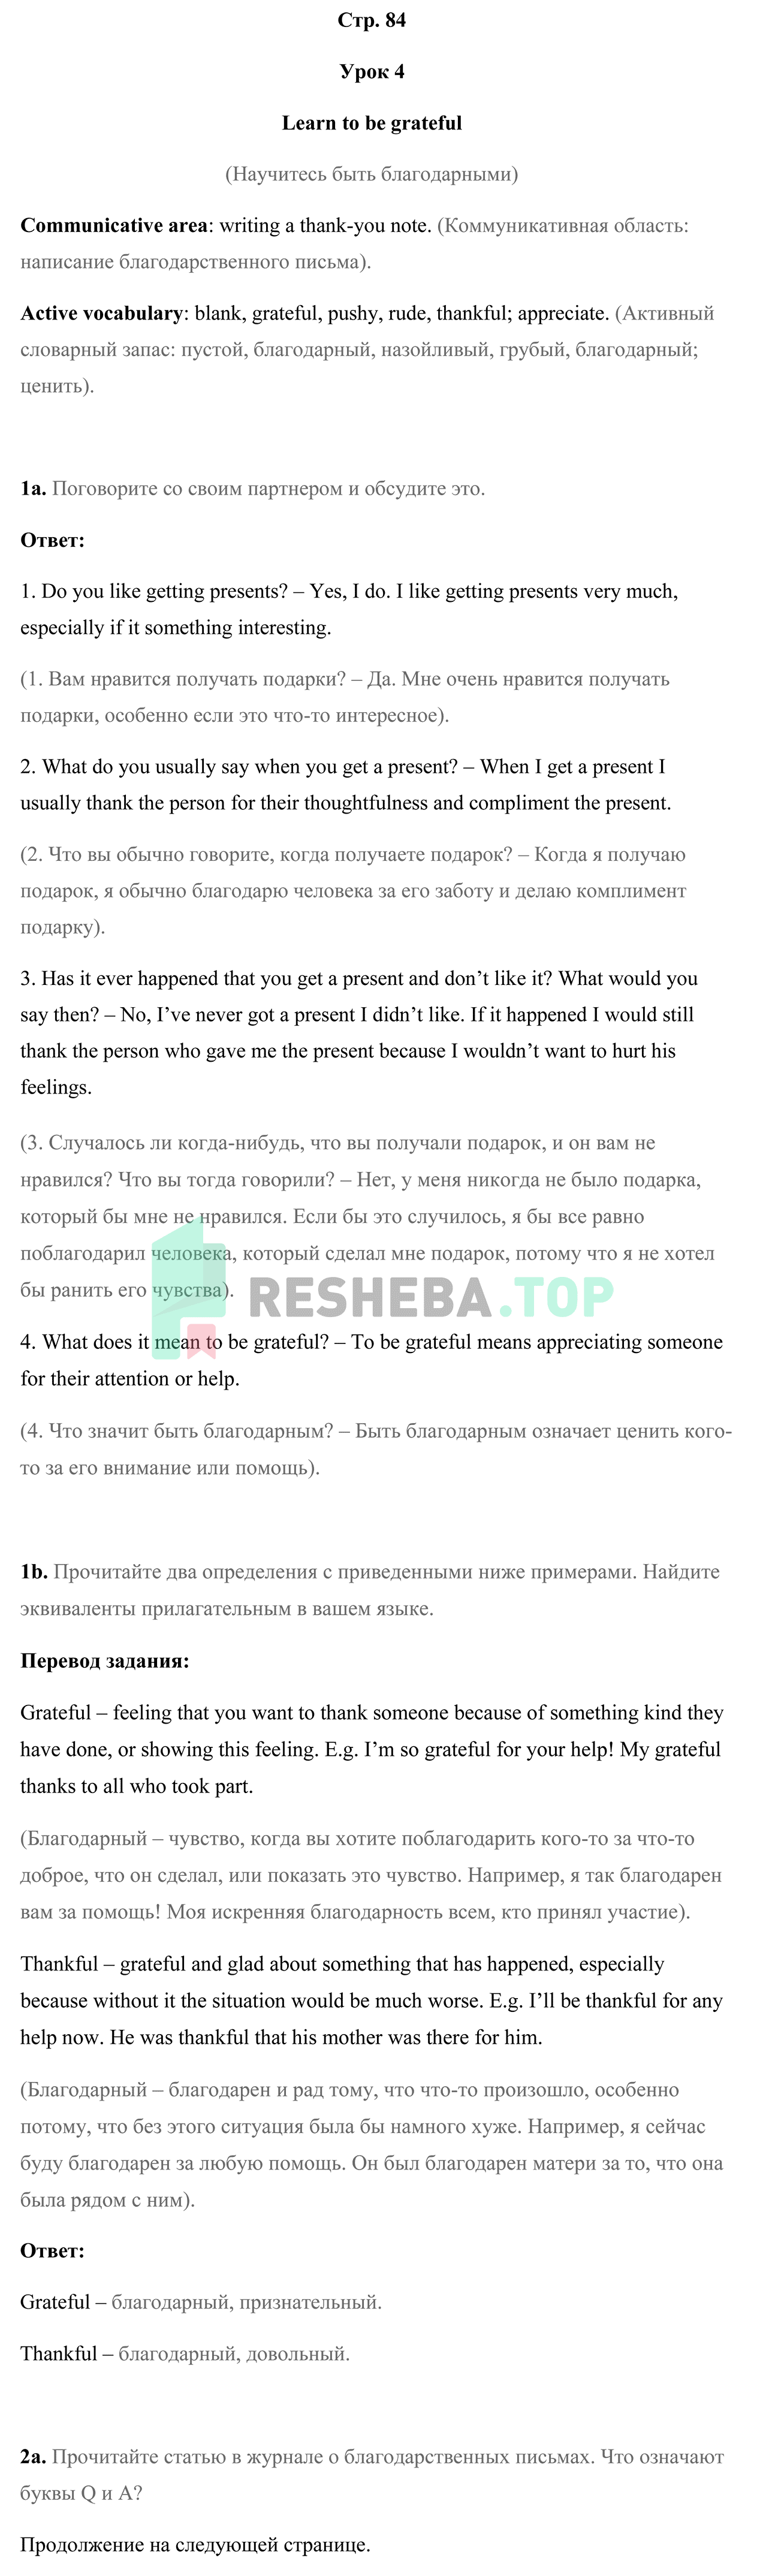 Стр. 84
Урок 4
Learn to be grateful
(Научитесь быть благодарными)
Communicative area: writing a thank-you note. (Коммуникативная область:
написание благодарственного письма).
Active vocabulary: blank, grateful, pushy, rude, thankful; appreciate. (Активный
словарный запас: пустой, благодарный, назойливый, грубый, благодарный;
ценить).
1a. Поговорите со своим партнером и обсудите это.
Ответ:
1. Do you like getting presents? – Yes, I do. I like getting presents very much,
especially if it something interesting.
(1. Вам нравится получать подарки? – Да. Мне очень нравится получать
подарки, особенно если это что-то интересное).
2. What do you usually say when you get a present? – When I get a present I
usually thank the person for their thoughtfulness and compliment the present.
(2. Что вы обычно говорите, когда получаете подарок? – Когда я получаю
подарок, я обычно благодарю человека за его заботу и делаю комплимент
подарку).
3. Has it ever happened that you get a present and don’t like it? What would you
say then? – No, I’ve never got a present I didn’t like. If it happened I would still
thank the person who gave me the present because I wouldn’t want to hurt his
feelings.
(3. Случалось ли когда-нибудь, что вы получали подарок, и он вам не
нравился? Что вы тогда говорили? – Нет, у меня никогда не было подарка,
который бы мне не нравился. Если бы это случилось, я бы все равно
поблагодарил человека, который сделал мне подарок, потому что я не хотел
бы ранить его чувства).
RESHEBA.TOP
4. What does it mean to be grateful? – To be grateful means appreciating someone
for their attention or help.
(4. Что значит быть благодарным? – Быть благодарным означает ценить кого-
то за его внимание или помощь).
1b. Прочитайте два определения с приведенными ниже примерами. Найдите
эквиваленты прилагательным в вашем языке.
Перевод задания:
Grateful – feeling that you want to thank someone because of something kind they
have done, or showing this feeling. E.g. I’m so grateful for your help! My grateful
thanks to all who took part.
(Благодарный – чувство, когда вы хотите поблагодарить кого-то за что-то
доброе, что он сделал, или показать это чувство. Например, я так благодарен
вам за помощь! Моя искренняя благодарность всем, кто принял участие).
Thankful – grateful and glad about something that has happened, especially
because without it the situation would be much worse. E.g. I’ll be thankful for any
help now. He was thankful that his mother was there for him.
(Благодарный – благодарен и рад тому, что что-то произошло, особенно
потому, что без этого ситуация была бы намного хуже. Например, я сейчас
буду благодарен за любую помощь. Он был благодарен матери за то, что она
была рядом с ним).
Ответ:
Grateful – благодарный, признательный.
Thankful – благодарный, довольный.
2a. Прочитайте статью в журнале о благодарственных письмах. Что означают
буквы Q и A?
Продолжение на следующей странице.